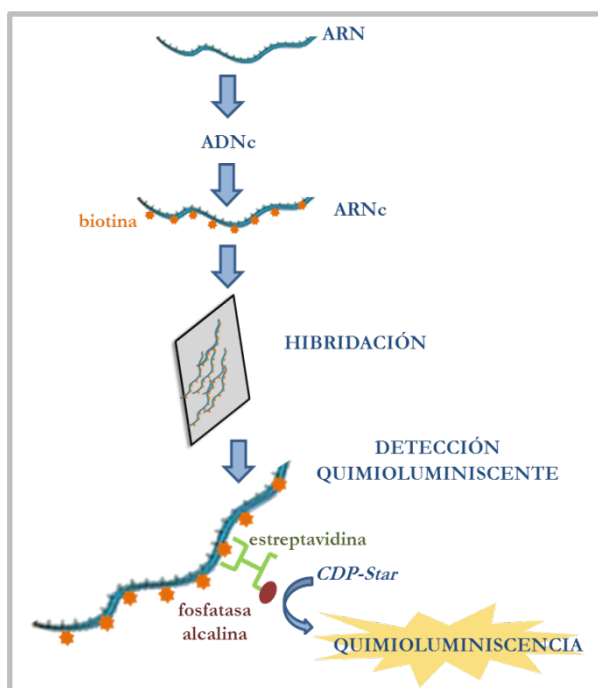 ARN
ADNc
biotina
ARNc
HIBRIDACIÓN
DETECCIÓN
QUIMIOLUMINISCENTE
estreptavidina
CDP-Star
fosfatasa
alcalina
QUIMIOLUMINISCENCIA